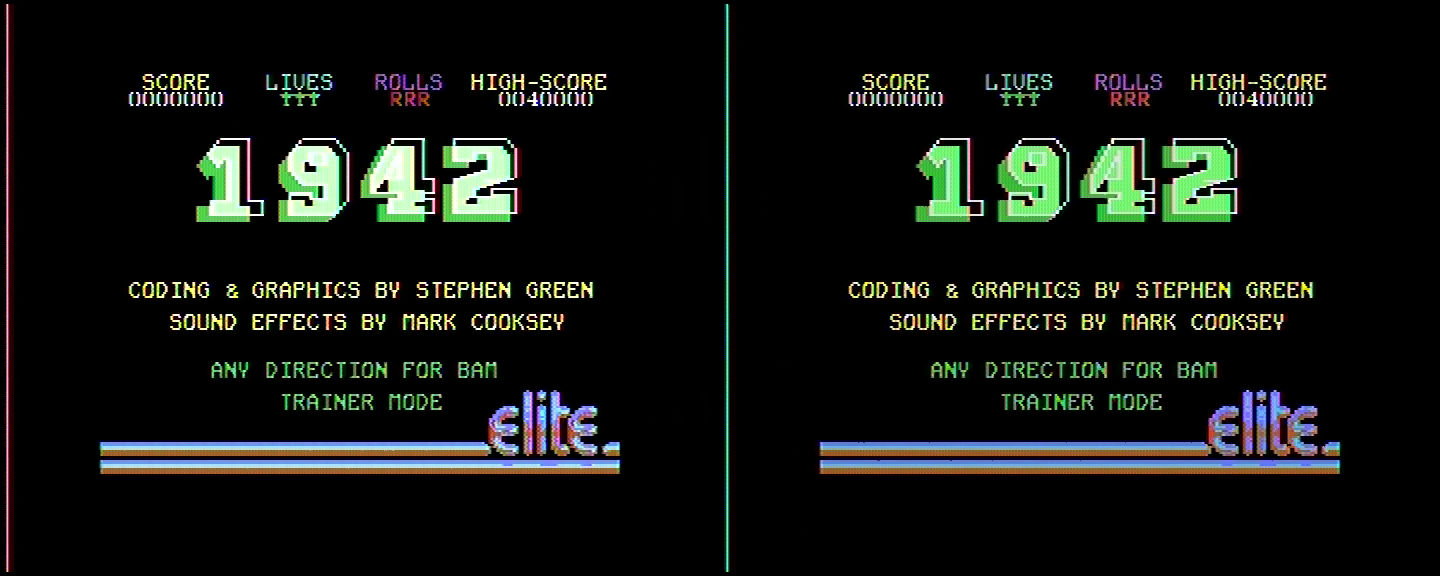 SCORE LIVES ROLLS HIGH-SCORE
0000000 RRR 0040000
1942
CODING & GRAPHICS BY STEPHEN GREEN
SOUND EFFECTS BY MARK COOKSEY
ANY DIRECTION FOR BAM
TRAINER MODE
elite.
SCORE LIVES ROLLS HIGH-SCORE
0000000 RRR 0040000
1942
CODING & GRAPHICS BY STEPHEN GREEN
SOUND EFFECTS BY MARK COOKSEY
ANY DIRECTION FOR BAM
TRAINER MODE
elite.